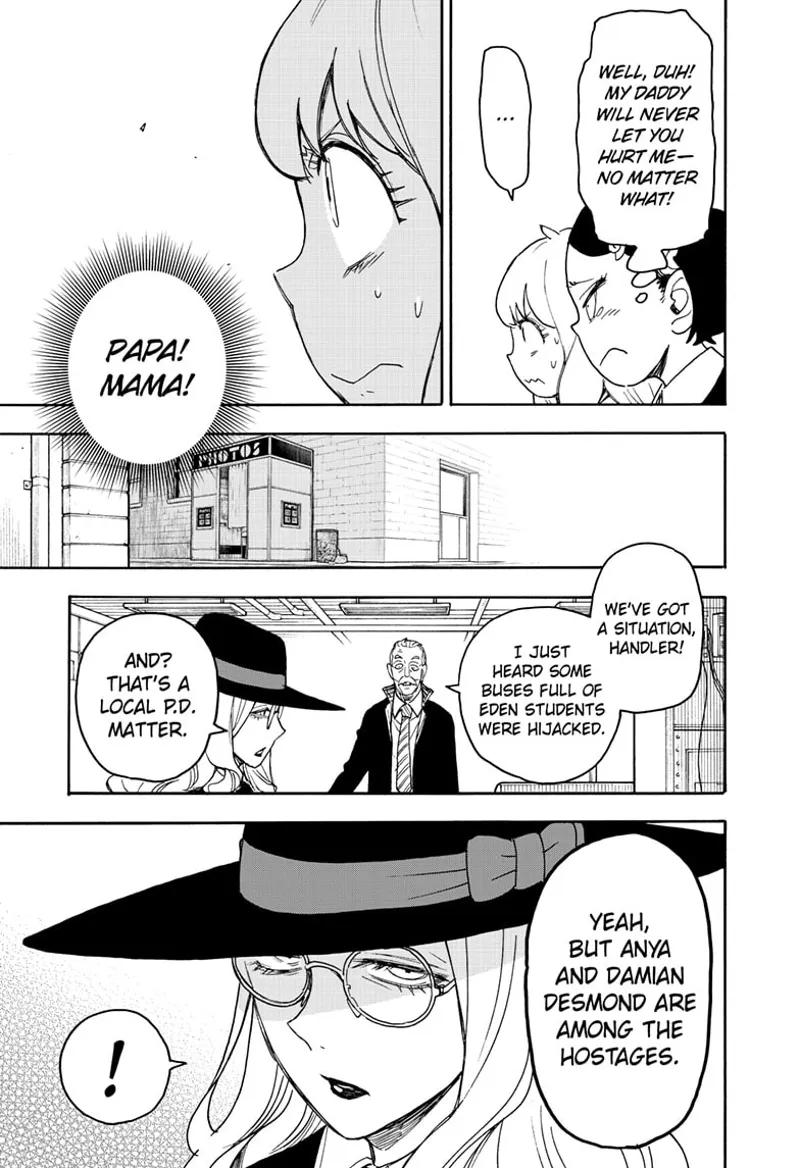 WELL, DUH!
MY DADDY
WILL NEVER
LET YOU
HURT ME—
NO MATTER
WHAT!
...
PAPA!
MAMA!
PHOTOS
WE'VE GOT
A SITUATION,
HANDLER!
I JUST
HEARD SOME
BUSES FULL OF
EDEN STUDENTS
WERE HIJACKED.
AND?
THAT'S A
LOCAL P.D.
MATTER.
YEAH,
BUT ANYA
AND DAMIAN
DESMOND ARE
AMONG THE
HOSTAGES.
!